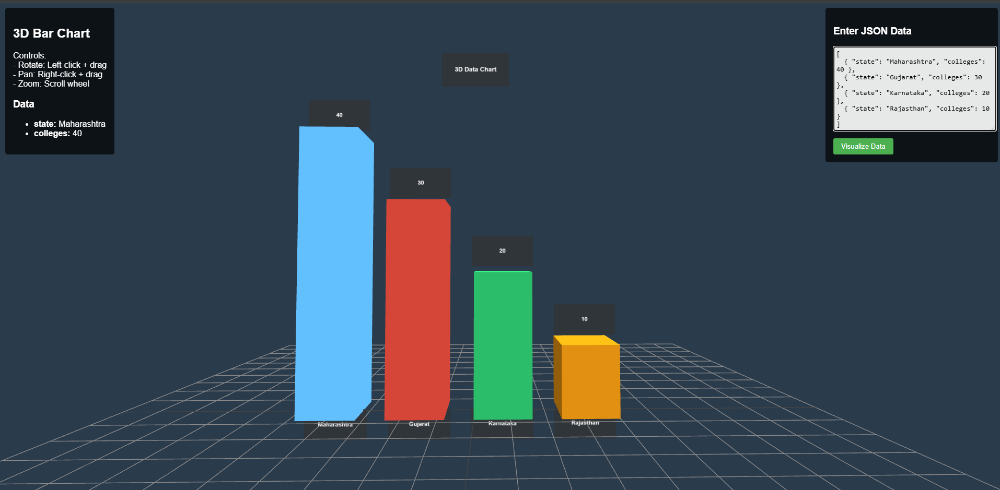 3D Bar Chart
Controls:
- Rotate: Left-click + drag
- Pan: Right-click + drag
- Zoom: Scroll wheel
Data
• state: Maharashtra
• colleges: 40
3D Data Chart
40
30
20
10
Maharashtra
Gujarat
Karnataka
Rajasthan
Enter JSON Data
[
  { "state": "Maharashtra", "colleges":
40 },
  { "state": "Gujarat", "colleges": 30
},
  { "state": "Karnataka", "colleges": 20
},
  { "state": "Rajasthan", "colleges": 10
}
]
Visualize Data